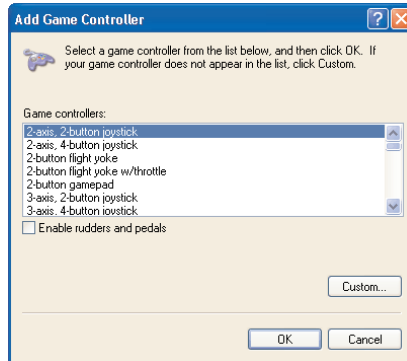 Add Game Controller
Select a game controller from the list below, and then click OK. If
your game controller does not appear in the list, click Custom.
Game controllers:
2-axis, 2-button joystick
2-axis, 4-button joystick
2-button flight yoke
2-button flight yoke w/throttle
2-button gamepad
3-axis, 2-button joystick
3-axis, 4-button joystick
Enable rudders and pedals
Custom...
OK Cancel